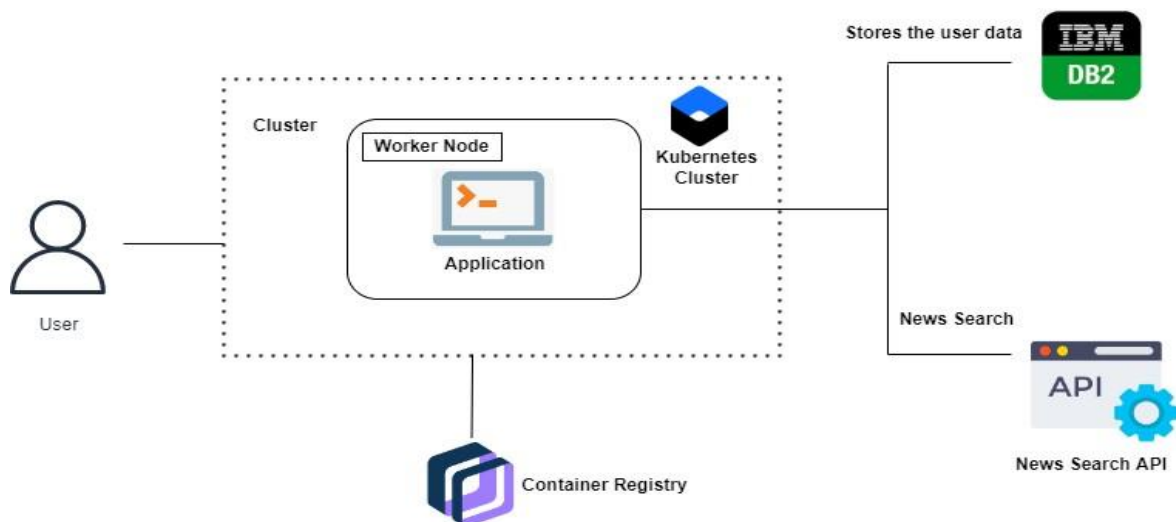 Stores the user data
IBM
DB2
Cluster
Worker Node
Kubernetes
Cluster
Application
User
News Search
API
News Search API
Container Registry